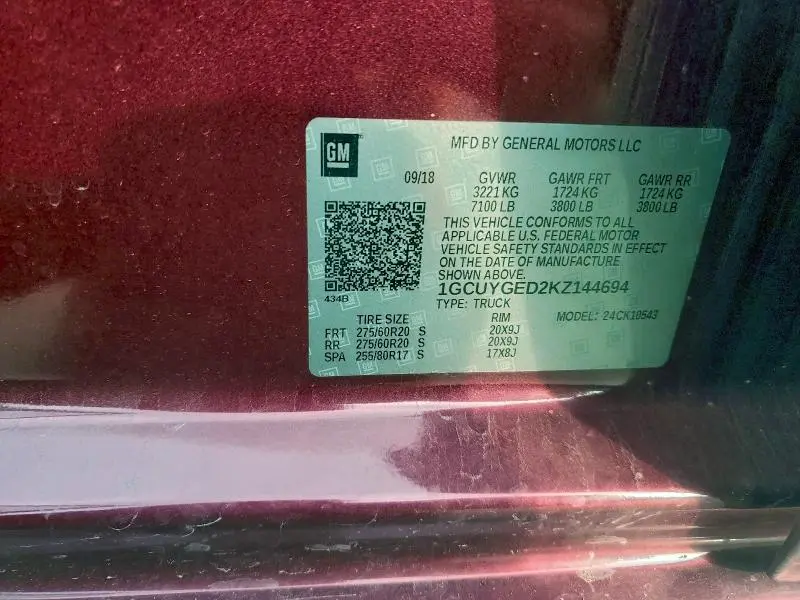 GM
MFD BY GENERAL MOTORS LLC
09/18 GVWR GAWR FRT GAWR RR
3221 KG 1724 KG 1724 KG
7100 LB 3800 LB 3800 LB
THIS VEHICLE CONFORMS TO ALL
APPLICABLE U.S. FEDERAL MOTOR
VEHICLE SAFETY STANDARDS IN EFFECT
ON THE DATE OF MANUFACTURE
SHOWN ABOVE.
434B
1GCUYGED2KZ144694
TYPE: TRUCK
TIRE SIZE RIM MODEL: 24CK10543
FRT 275/60R20 S 20X9J
RR 275/60R20 S 20X9J
SPA 255/80R17 S 17X8J